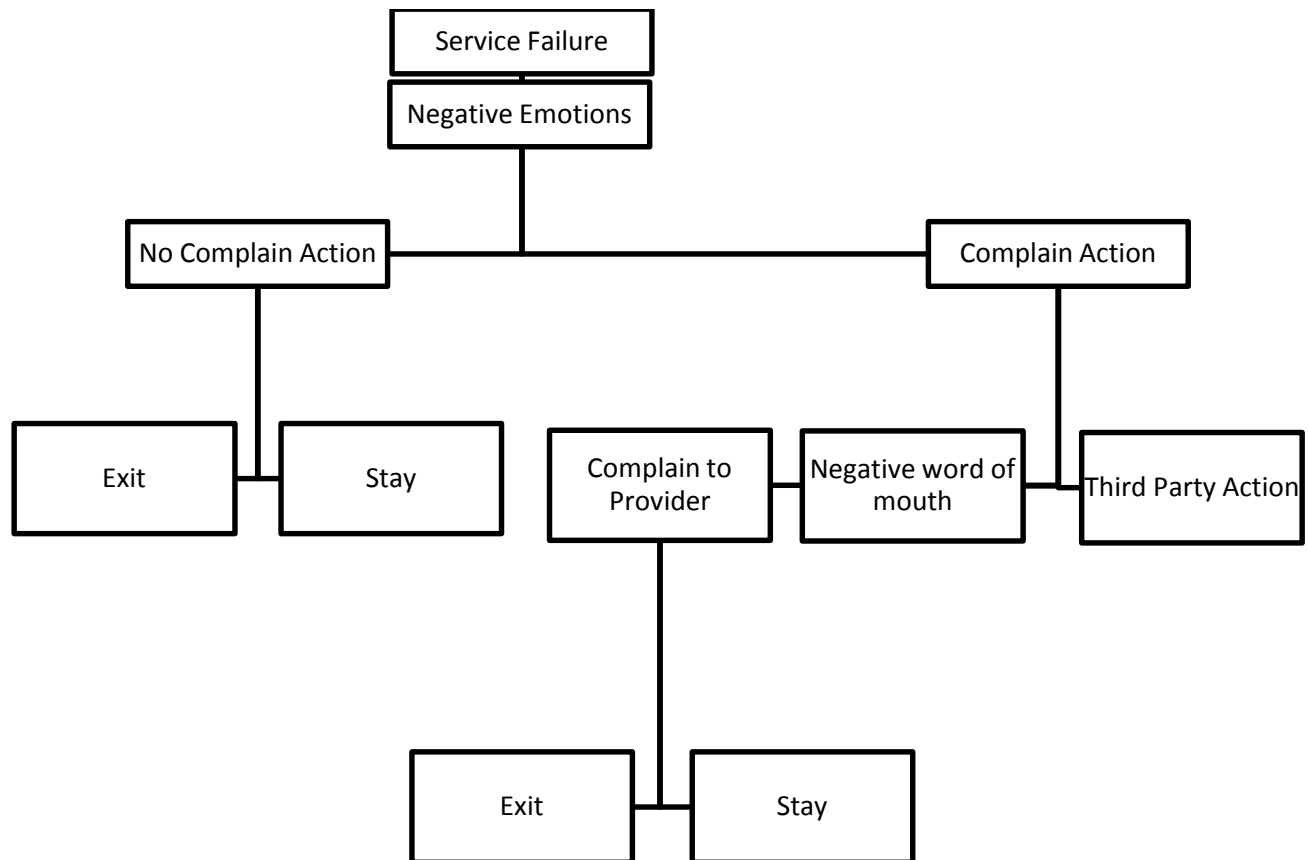 Service Failure
Negative Emotions
No Complain Action
Complain Action
Exit
Stay
Complain to
Provider
Negative word of
mouth
Third Party Action
Exit
Stay